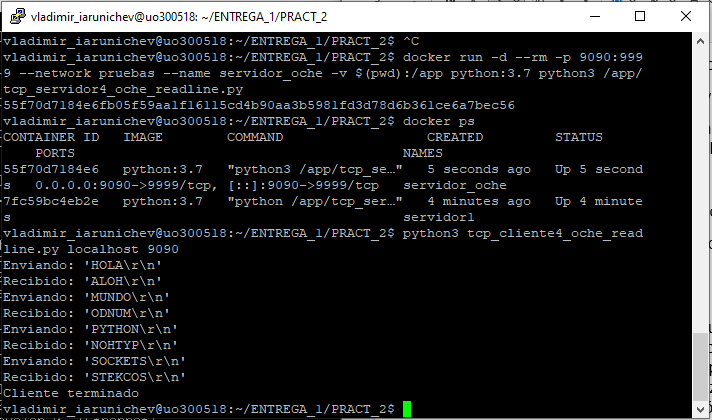 vladimir_iarunichev@uo300518: ~/ENTREGA_1/PRACT_2
vladimir_iarunichev@uo300518:~/ENTREGA_1/PRACT_2$ ^C
vladimir_iarunichev@uo300518:~/ENTREGA_1/PRACT_2$ docker run -d --rm -p 9090:999
9 --network pruebas --name servidor_oche -v $(pwd):/app python:3.7 python3 /app/
tcp_servidor4_oche_readline.py
55f70d7184e6fb05f59aa1f16115cd4b90aa3b5981fd3d78d6b361ce6a7bec56
vladimir_iarunichev@uo300518:~/ENTREGA_1/PRACT_2$ docker ps
CONTAINER ID   IMAGE        COMMAND                  CREATED         STATUS
    PORTS                                         NAMES
55f70d7184e6   python:3.7   "python3 /app/tcp_se…"   5 seconds ago   Up 5 second
s   0.0.0.0:9090->9999/tcp, [::]:9090->9999/tcp   servidor_oche
7fc59bc4eb2e   python:3.7   "python /app/tcp_ser…"   4 minutes ago   Up 4 minute
s                                                 servidor1
vladimir_iarunichev@uo300518:~/ENTREGA_1/PRACT_2$ python3 tcp_cliente4_oche_read
line.py localhost 9090
Enviando: 'HOLA\r\n'
Recibido: 'ALOH\r\n'
Enviando: 'MUNDO\r\n'
Recibido: 'ODNUM\r\n'
Enviando: 'PYTHON\r\n'
Recibido: 'NOHTYP\r\n'
Enviando: 'SOCKETS\r\n'
Recibido: 'STEKCOS\r\n'
Cliente terminado
vladimir_iarunichev@uo300518:~/ENTREGA_1/PRACT_2$